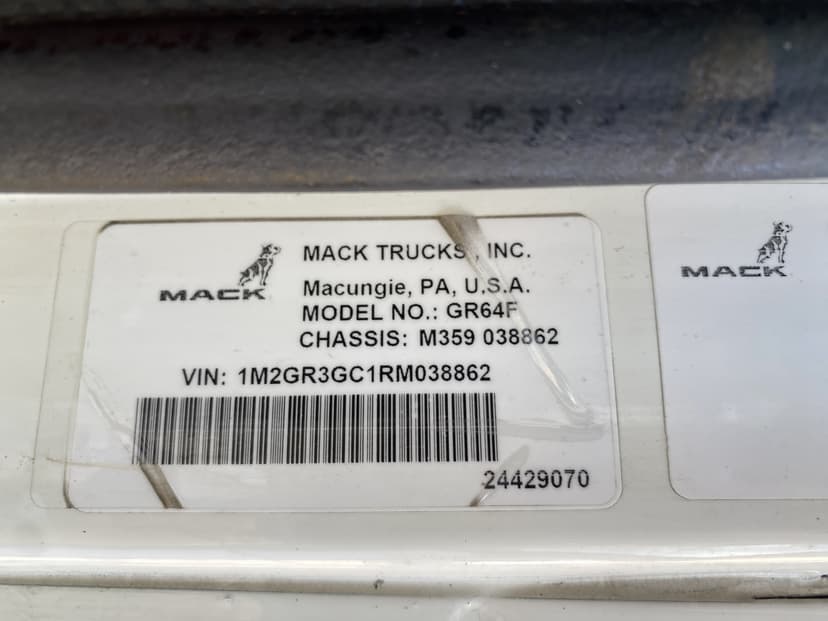 MACK
MACK TRUCKS , INC.
Macungie, PA, U.S.A.
MODEL NO.: GR64F
CHASSIS: M359 038862
VIN: 1M2GR3GC1RM038862
24429070
MACK